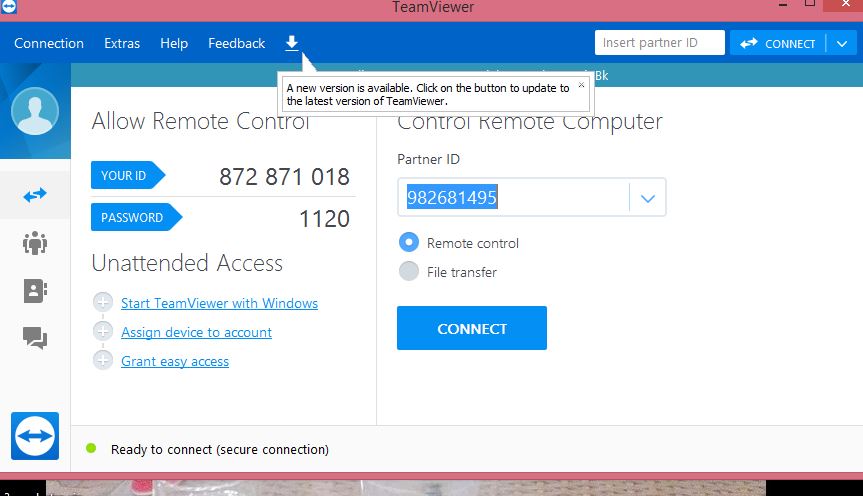 TeamViewer
Connection Extras Help Feedback
Insert partner ID
CONNECT
A new version is available. Click on the button to update to
the latest version of TeamViewer.
Allow Remote Control
YOUR ID 872 871 018
PASSWORD 1120
Unattended Access
Start TeamViewer with Windows
Assign device to account
Grant easy access
Control Remote Computer
Partner ID
982681495
Remote control
File transfer
CONNECT
Ready to connect (secure connection)